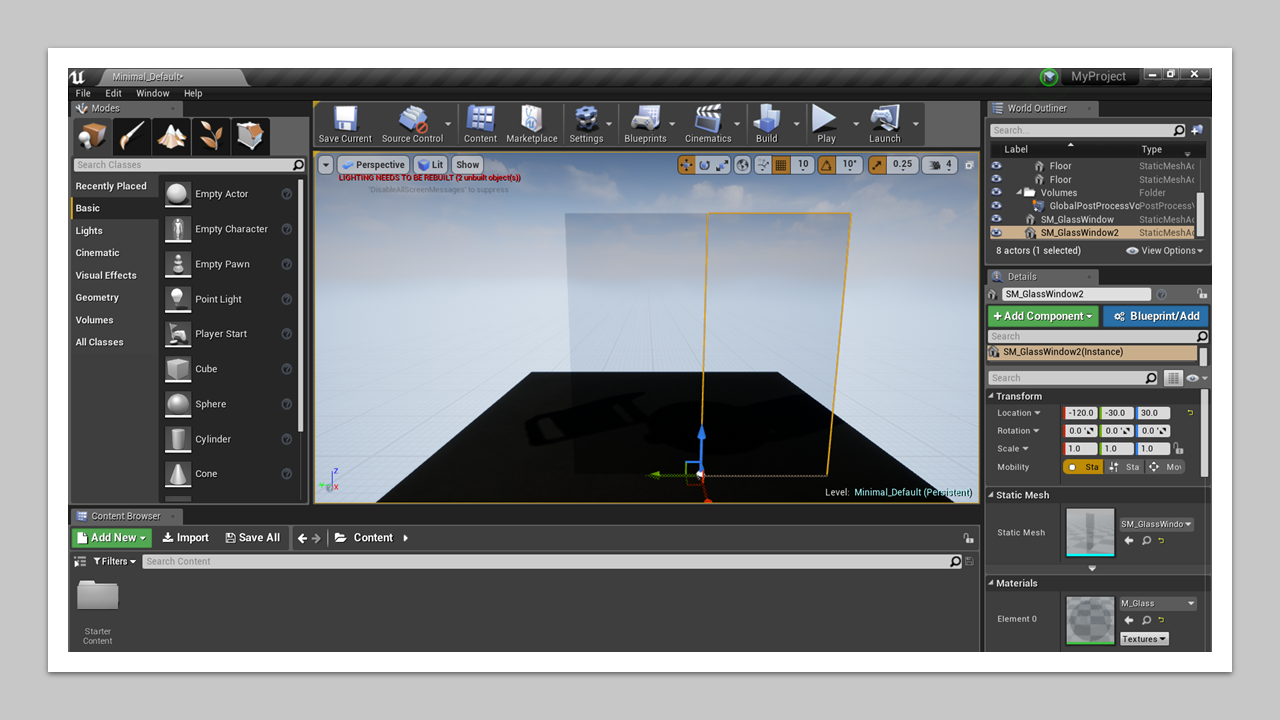 Minimal_Default*
MyProject
File Edit Window Help
Modes
Search Classes
Recently Placed
Basic
Lights
Cinematic
Visual Effects
Geometry
Volumes
All Classes
Empty Actor
Empty Character
Empty Pawn
Point Light
Player Start
Cube
Sphere
Cylinder
Cone
Save Current Source Control Content Marketplace Settings Blueprints Cinematics Build Play Launch
Perspective Lit Show 10 10° 0.25 4
LIGHTING NEEDS TO BE REBUILT (2 unbuilt object(s))
'DisableAllScreenMessages' to suppress
Z
Y X
Level: Minimal_Default (Persistent)
World Outliner
Search...
Label Type
Floor StaticMeshAc
Floor StaticMeshAc
Volumes Folder
GlobalPostProcessVo PostProcessV
SM_GlassWindow StaticMeshAc
SM_GlassWindow2 StaticMeshAc
8 actors (1 selected) View Options
Details
SM_GlassWindow2
+Add Component Blueprint/Add
Search
SM_GlassWindow2(Instance)
Search
Transform
Location -120.0 -30.0 30.0
Rotation 0.0° 0.0° 0.0°
Scale 1.0 1.0 1.0
Mobility Sta Sta Mov
Static Mesh
Static Mesh SM_GlassWindo
Materials
Element 0 M_Glass
Textures
Content Browser
Add New Import Save All Content
Filters Search Content
Starter
Content